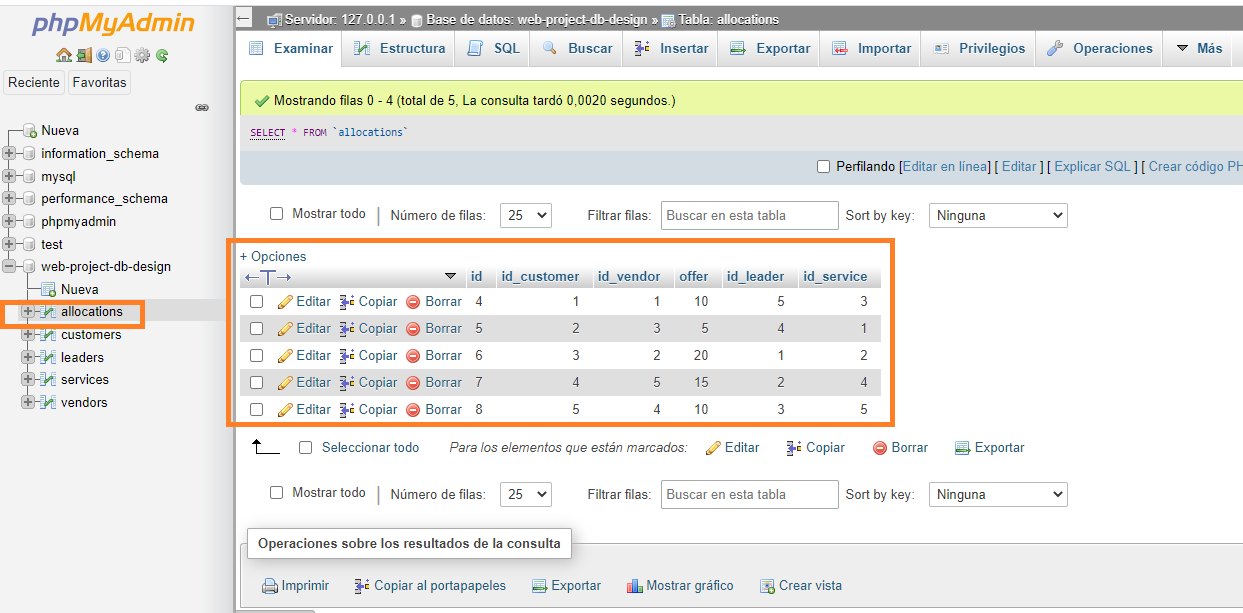 phpMyAdmin
Reciente Favoritas
Nueva
information_schema
mysql
performance_schema
phpmyadmin
test
web-project-db-design
Nueva
allocations
customers
leaders
services
vendors
Servidor: 127.0.0.1 » Base de datos: web-project-db-design » Tabla: allocations
Examinar Estructura SQL Buscar Insertar Exportar Importar Privilegios Operaciones Más
Mostrando filas 0 - 4 (total de 5, La consulta tardó 0,0020 segundos.)
SELECT * FROM `allocations`
Perfilando [Editar en línea] [ Editar ] [ Explicar SQL ] [ Crear código PH
Mostrar todo | Número de filas: 25 Filtrar filas: Buscar en esta tabla Sort by key: Ninguna
+ Opciones
←T→ id id_customer id_vendor offer id_leader id_service
Editar Copiar Borrar 4 1 1 10 5 3
Editar Copiar Borrar 5 2 3 5 4 1
Editar Copiar Borrar 6 3 2 20 1 2
Editar Copiar Borrar 7 4 5 15 2 4
Editar Copiar Borrar 8 5 4 10 3 5
Seleccionar todo Para los elementos que están marcados: Editar Copiar Borrar Exportar
Mostrar todo | Número de filas: 25 Filtrar filas: Buscar en esta tabla Sort by key: Ninguna
Operaciones sobre los resultados de la consulta
Imprimir Copiar al portapapeles Exportar Mostrar gráfico Crear vista